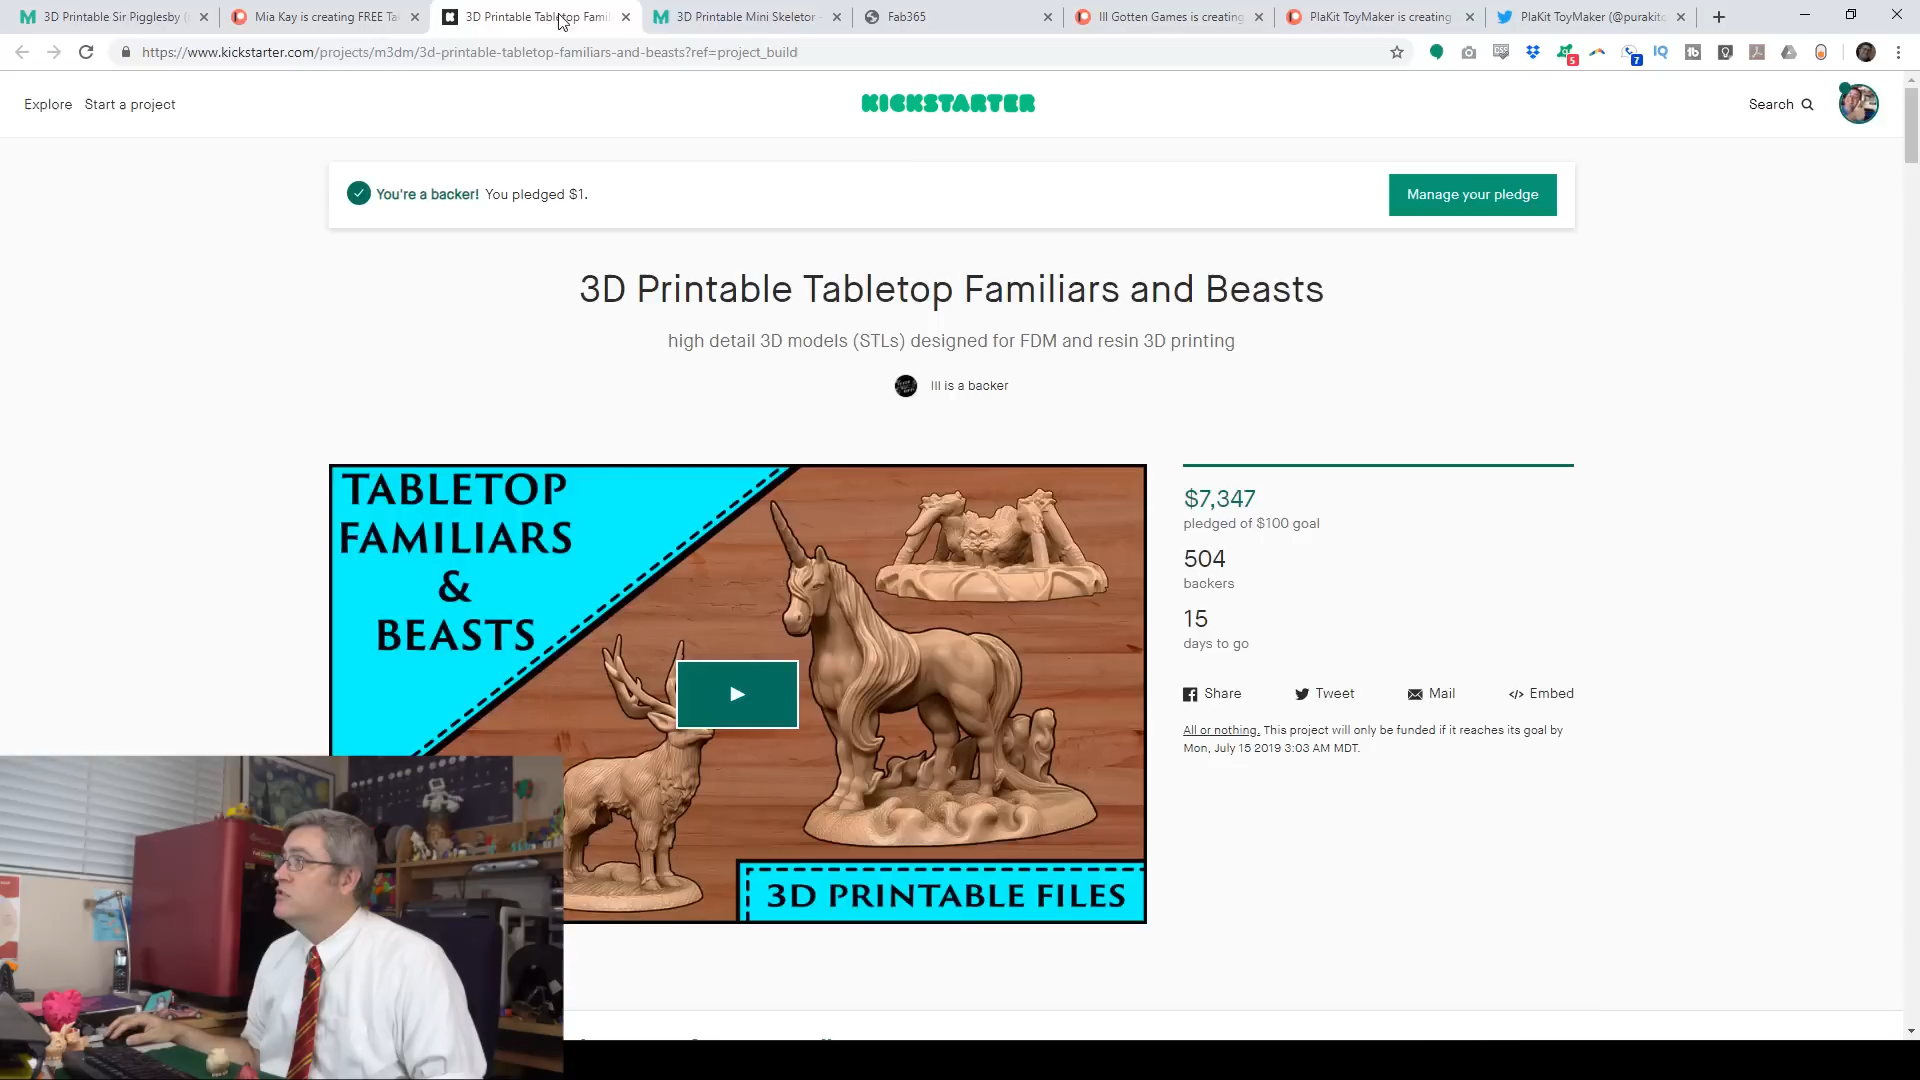 3D Printable Sir Pigglesby (
Mia Kay is creating FREE Ta
3D Printable Tabletop Famil
3D Printable Mini Skeletor -
Fab365
Ill Gotten Games is creating
PlaKit ToyMaker is creating
PlaKit ToyMaker (@purakit
https://www.kickstarter.com/projects/m3dm/3d-printable-tabletop-familiars-and-beasts?ref=project_build
Explore Start a project
KICKSTARTER
Search
You're a backer! You pledged $1.
Manage your pledge
3D Printable Tabletop Familiars and Beasts
high detail 3D models (STLs) designed for FDM and resin 3D printing
Ill is a backer
TABLETOP
FAMILIARS
&
BEASTS
3D PRINTABLE FILES
$7,347
pledged of $100 goal
504
backers
15
days to go
Share
Tweet
Mail
Embed
All or nothing. This project will only be funded if it reaches its goal by
Mon, July 15 2019 3:03 AM MDT.